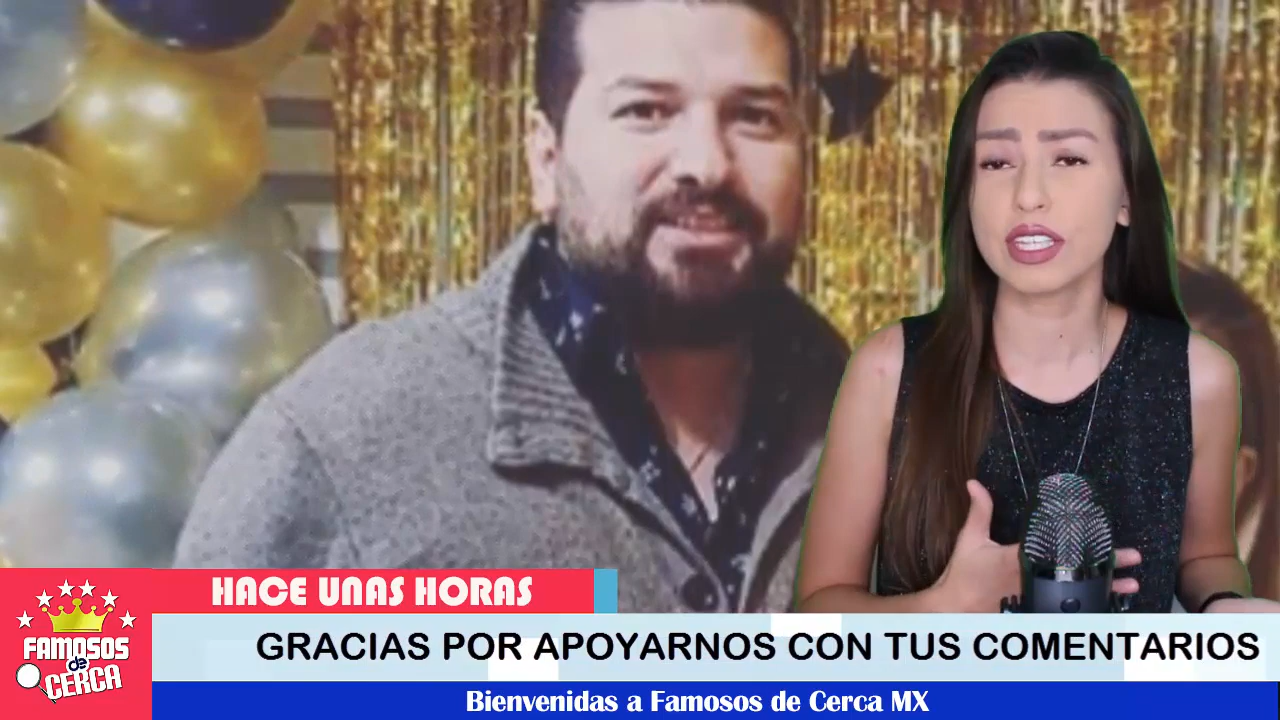 HACE UNAS HORAS
FAMOSOS
de
CERCA
GRACIAS POR APOYARNOS CON TUS COMENTARIOS
Bienvenidas a Famosos de Cerca MX